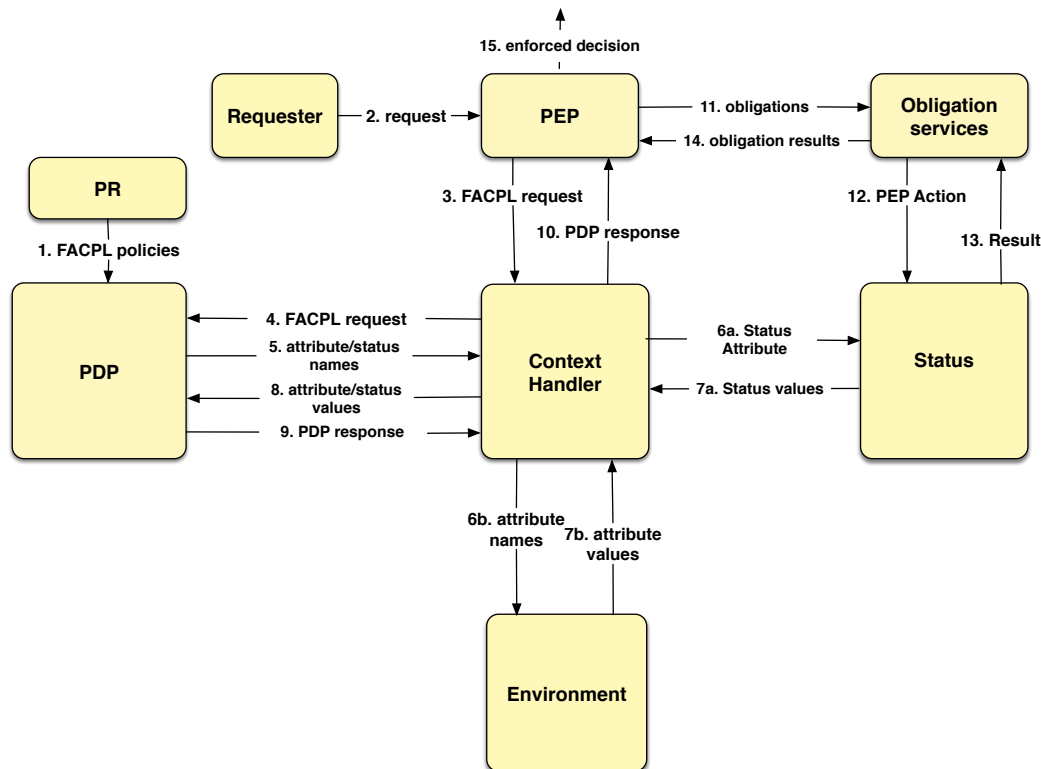 15. enforced decision
Requester
2. request
PEP
11. obligations
14. obligation results
Obligation
services
PR
3. FACPL request
10. PDP response
12. PEP Action
13. Result
1. FACPL policies
PDP
4. FACPL request
5. attribute/status
names
8. attribute/status
values
9. PDP response
Context
Handler
6a. Status
Attribute
7a. Status values
Status
6b. attribute
names
7b. attribute
values
Environment